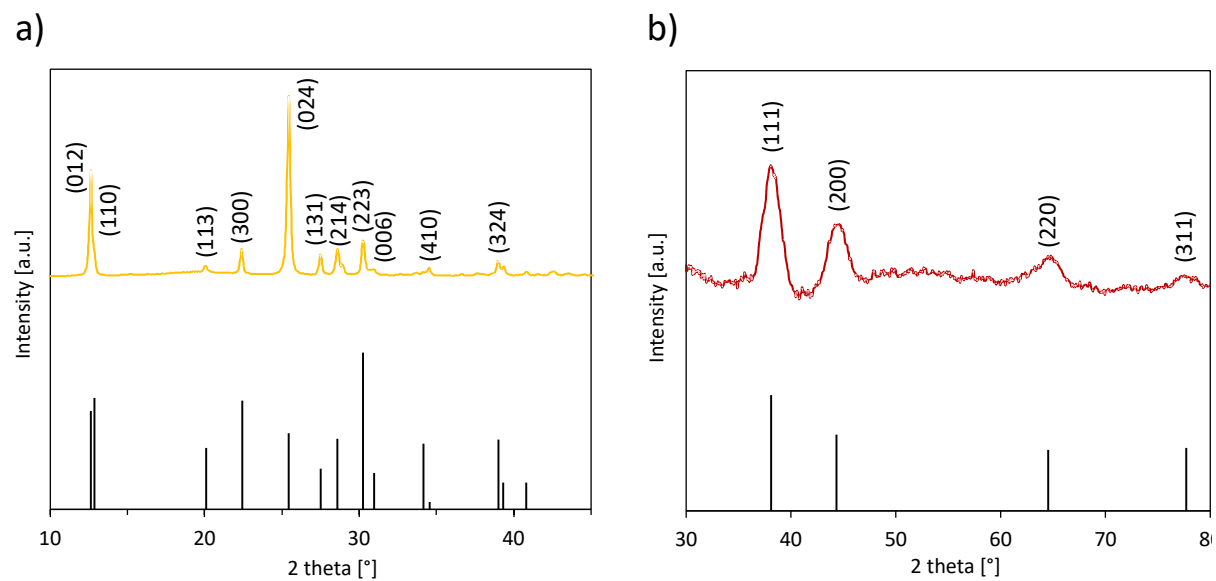 a)
(012)
(110)
(113)
(300)
(024)
(131)
(214)
(223)
(006)
(410)
(324)
Intensity [a.u.]
10 20 30 40
2 theta [°]
b)
(111)
(200)
(220)
(311)
Intensity [a.u.]
30 40 50 60 70 80
2 theta [°]